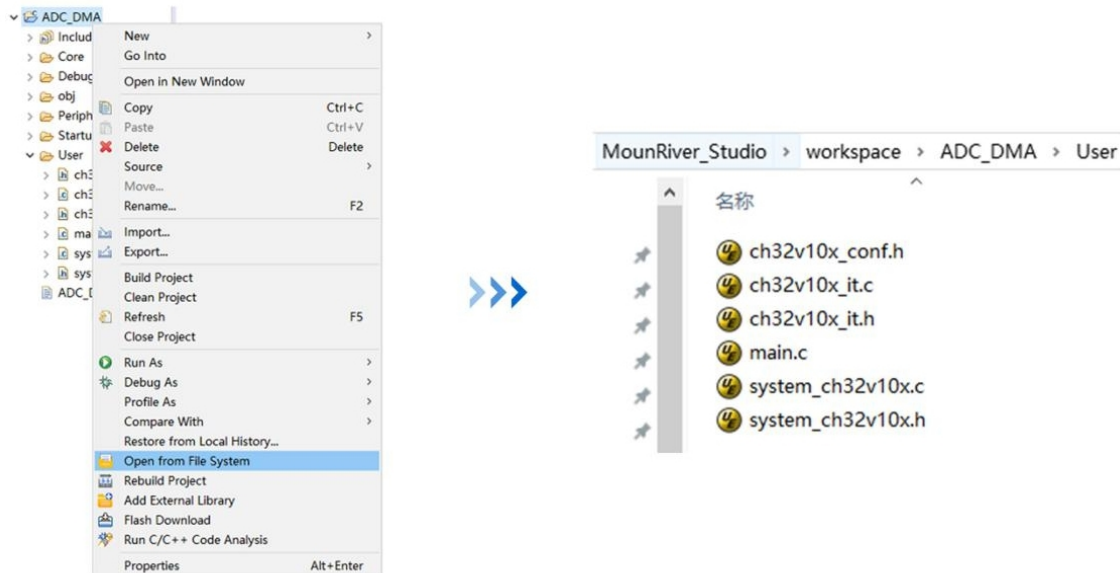 ADC_DMA
Includ
Core
Debug
obj
Periph
Startu
User
ch3
ch3
ch3
ma
sys
sys
ADC_D
New
Go Into
Open in New Window
Copy Ctrl+C
Paste Ctrl+V
Delete Delete
Source
Move...
Rename... F2
Import...
Export...
Build Project
Clean Project
Refresh F5
Close Project
Run As
Debug As
Profile As
Compare With
Restore from Local History...
Open from File System
Rebuild Project
Add External Library
Flash Download
Run C/C++ Code Analysis
Properties Alt+Enter
MounRiver_Studio > workspace > ADC_DMA > User
名称
ch32v10x_conf.h
ch32v10x_it.c
ch32v10x_it.h
main.c
system_ch32v10x.c
system_ch32v10x.h